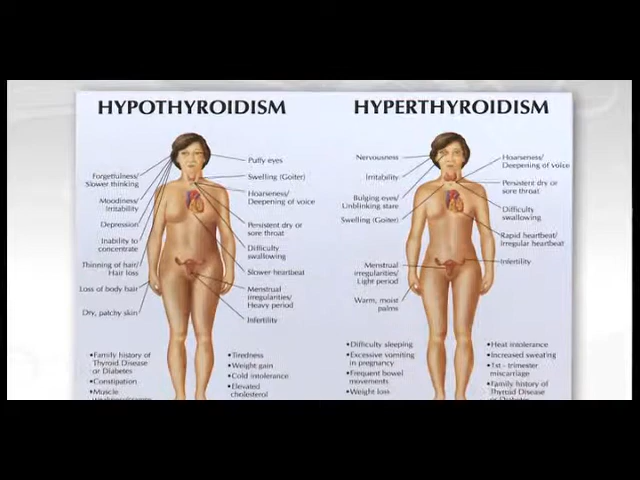 HYPOTHYROIDISM
Forgetfulness/
Slower thinking
Moodiness/
Irritability
Depression
Inability to
concentrate
Thinning of hair/
Hair loss
Loss of body hair
Dry, patchy skin
Puffy eyes
Swelling (Goiter)
Hoarseness/
Deepening of voice
Persistent dry or
sore throat
Difficulty
swallowing
Slower heartbeat
Menstrual
irregularities/
Heavy period
Infertility
•Family history of
Thyroid Disease
or Diabetes
•Constipation
•Muscle
•Tiredness
•Weight gain
•Cold intolerance
•Elevated
cholesterol
HYPERTHYROIDISM
Nervousness
Irritability
Bulging eyes/
Unblinking stare
Swelling (Goiter)
Menstrual
irregularities/
Light period
Warm, moist
palms
Hoarseness/
Deepening of voice
Persistent dry or
sore throat
Difficulty
swallowing
Rapid heartbeat/
Irregular heartbeat
Infertility
•Difficulty sleeping
•Excessive vomiting
in pregnancy
•Frequent bowel
movements
•Weight loss
•Heat intolerance
•Increased sweating
•1st - trimester
miscarriage
•Family history of
Thyroid Disease
or Diabetes